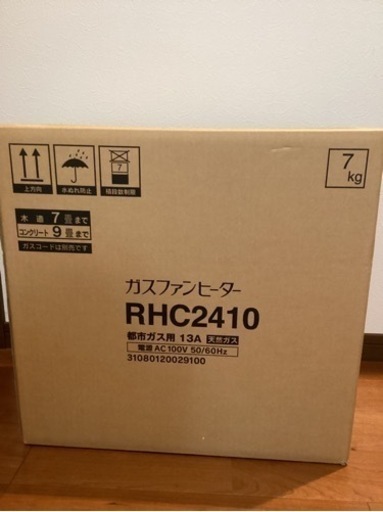 7
上方向 水ぬれ防止 積段数制限
7
kg
木造 7畳まで
コンクリート 9畳まで
ガスコードは別売です
ガスファンヒーター
RHC2410
都市ガス用 13A 天然ガス
電源 AC100V 50/60Hz
31080120029100